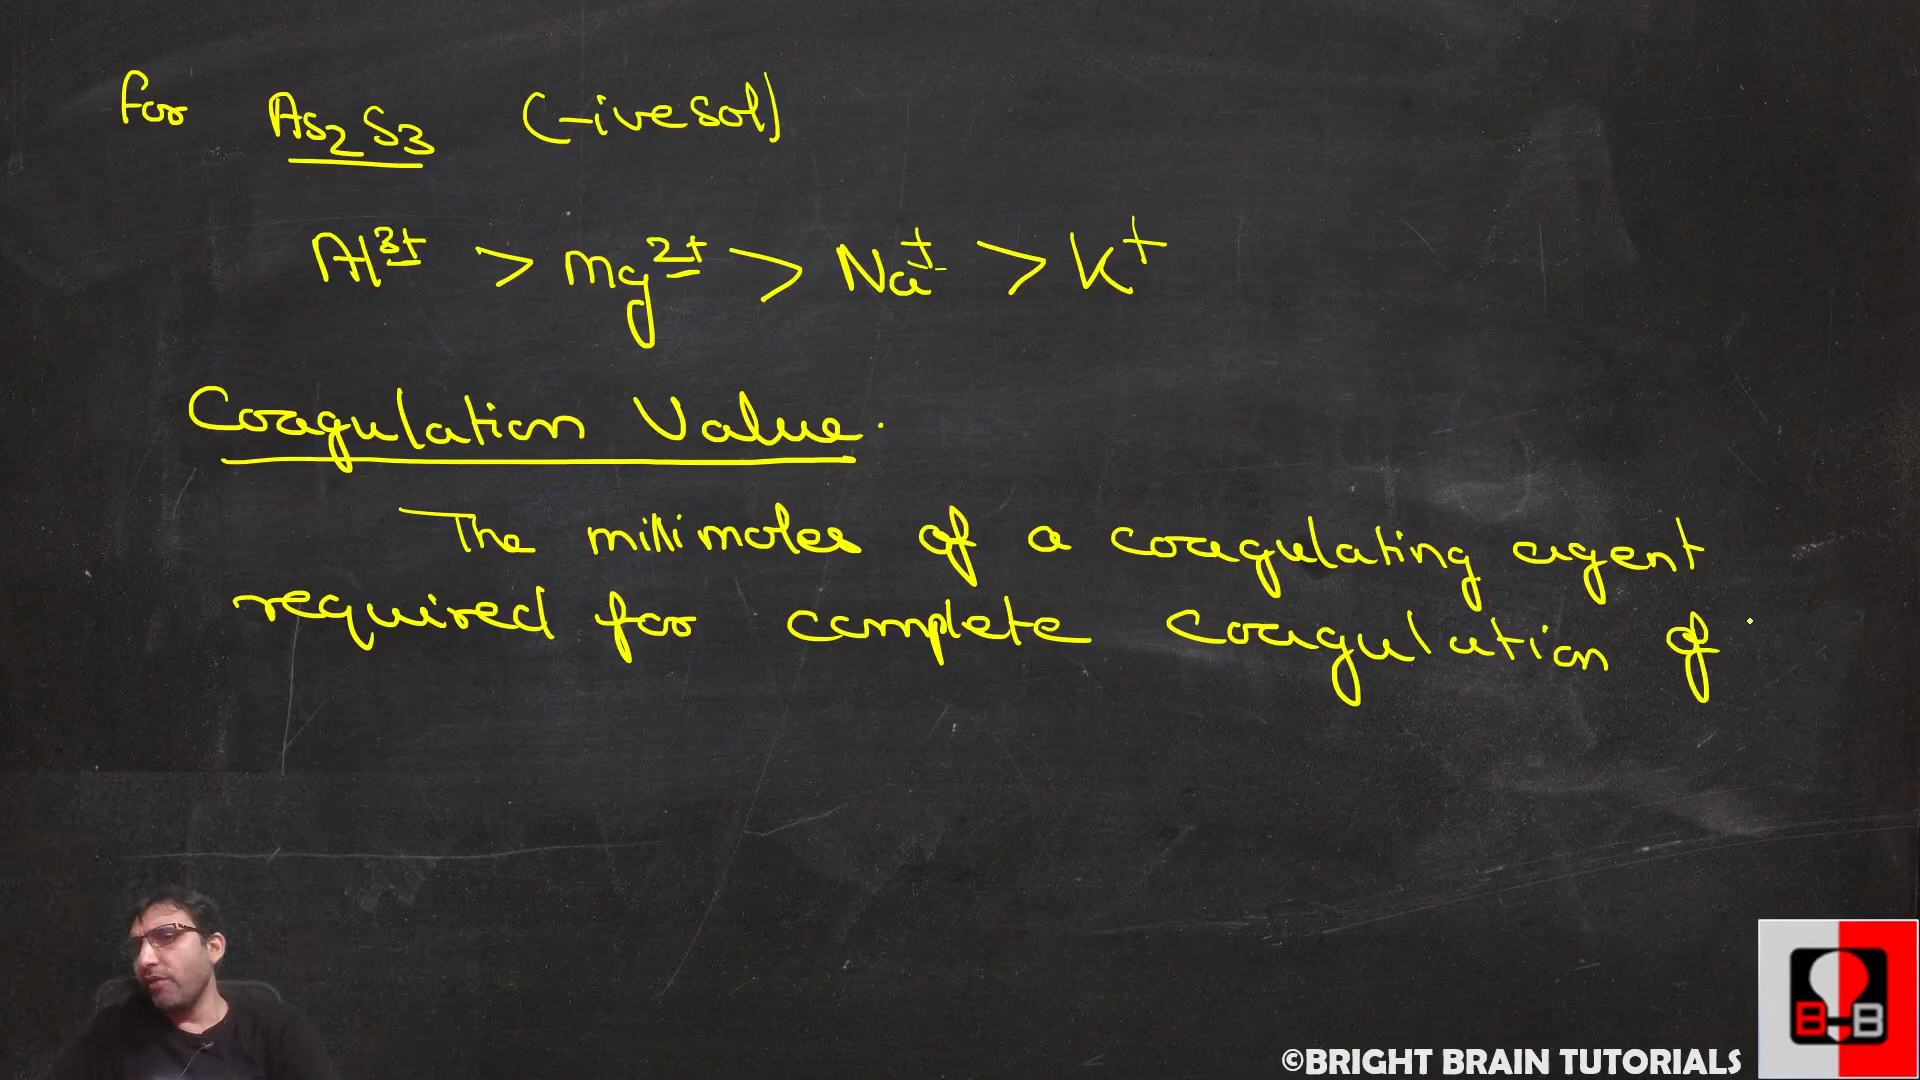 For As2S3 (-ive sol)
Al3+ > Mg2+ > Na+ > K+
Coagulation Value.
The millimoles of a coagulating agent
required for complete coagulation of
B B
©BRIGHT BRAIN TUTORIALS